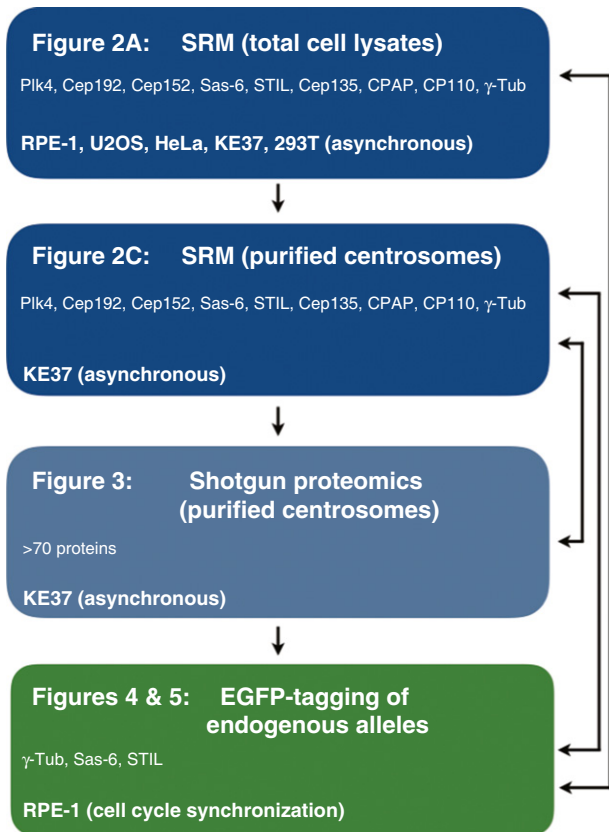 Figure 2A: SRM (total cell lysates)
Plk4, Cep192, Cep152, Sas-6, STIL, Cep135, CPAP, CP110, γ-Tub
RPE-1, U2OS, HeLa, KE37, 293T (asynchronous)
Figure 2C: SRM (purified centrosomes)
Plk4, Cep192, Cep152, Sas-6, STIL, Cep135, CPAP, CP110, γ-Tub
KE37 (asynchronous)
Figure 3: Shotgun proteomics
(purified centrosomes)
>70 proteins
KE37 (asynchronous)
Figures 4 & 5: EGFP-tagging of
endogenous alleles
γ-Tub, Sas-6, STIL
RPE-1 (cell cycle synchronization)